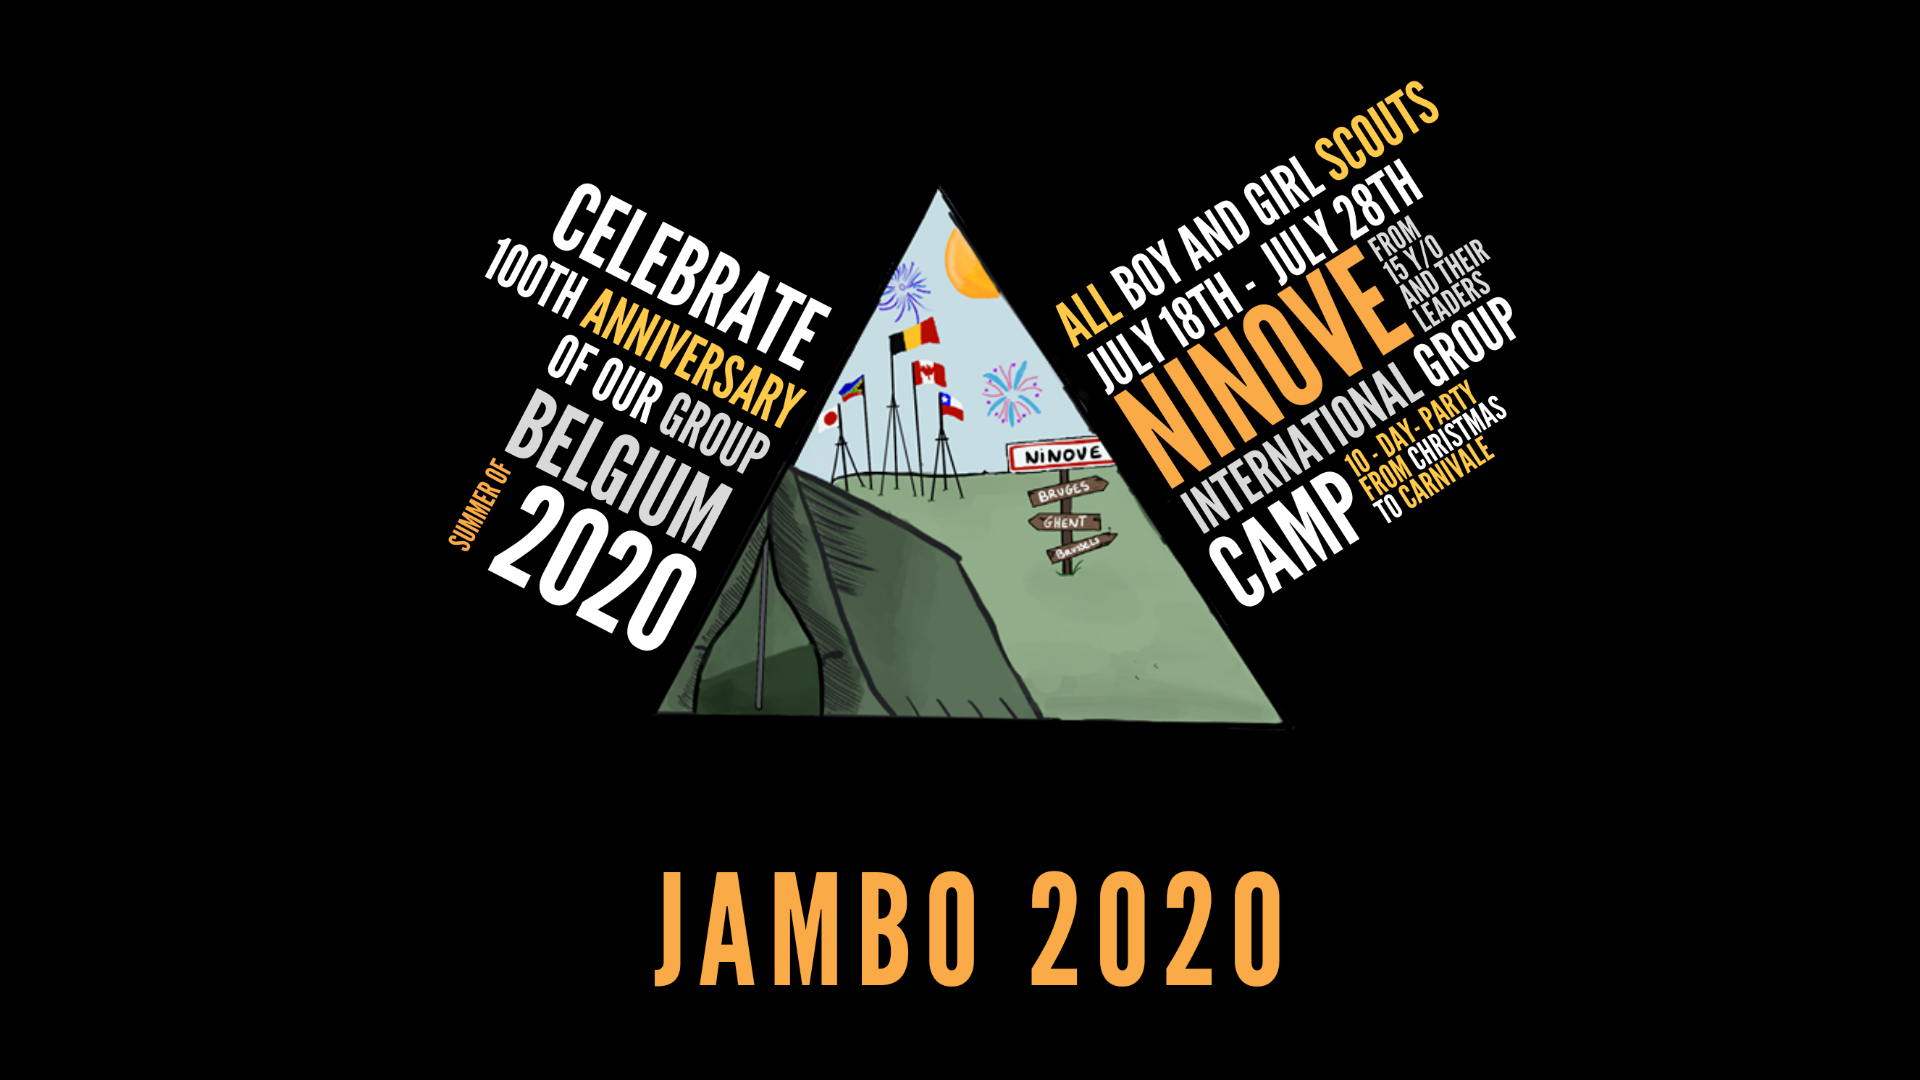 CELEBRATE
100TH ANNIVERSARY
OF OUR GROUP
BELGIUM
SUMMER OF
2020
ALL BOY AND GIRL SCOUTS
JULY 18TH - JULY 28TH
NINOVE
FROM
15 Y/O
AND THEIR
LEADERS
INTERNATIONAL GROUP
CAMP
10 - DAY- PARTY
FROM CHRISTMAS
TO CARNIVALE
NINOVE
BRUGES
GHENT
BRUSSELS
JAMBO 2020